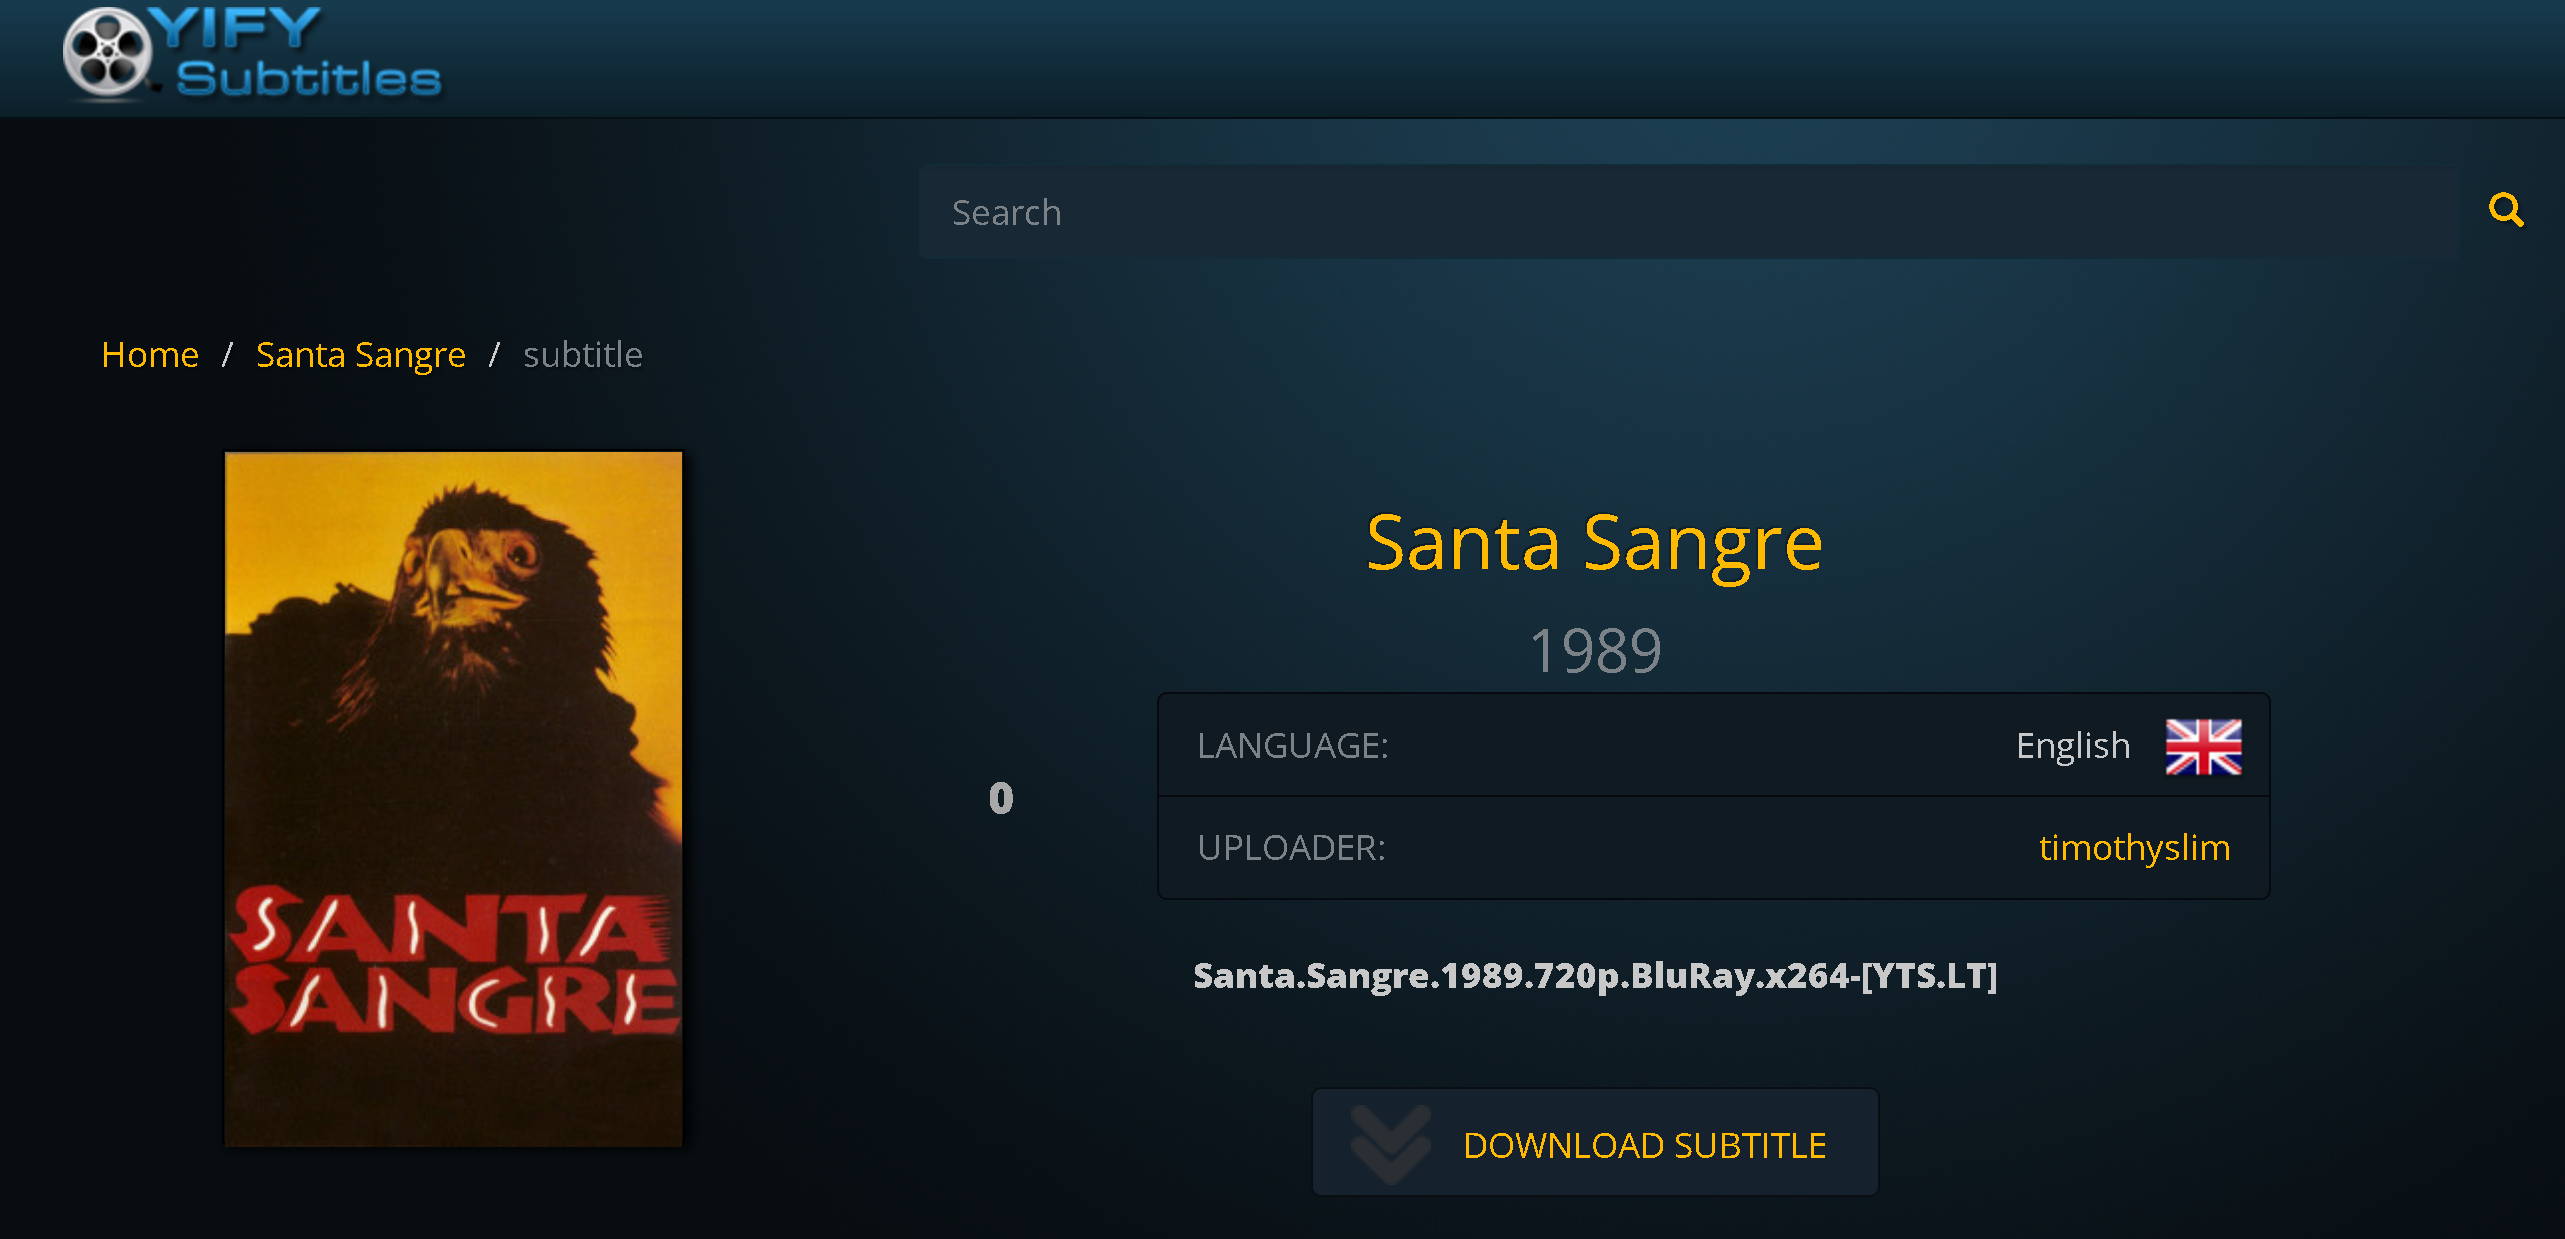 YIFY
Subtitles
Search
Home / Santa Sangre / subtitle
SANTA
SANGRE
Santa Sangre
1989
0
LANGUAGE: English
UPLOADER: timothyslim
Santa.Sangre.1989.720p.BluRay.x264-[YTS.LT]
DOWNLOAD SUBTITLE